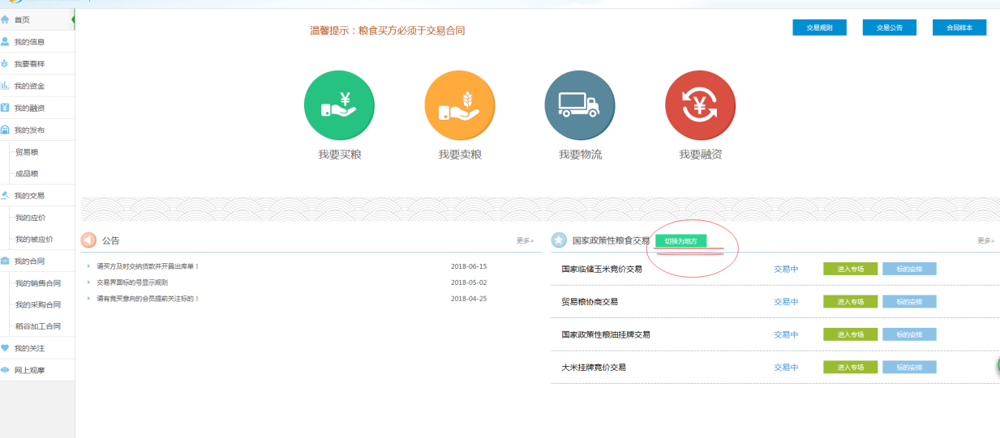 首页
我的信息
我要看样
我的资金
我的融资
我的发布
贸易粮
成品粮
我的交易
我的应价
我的被应价
我的合同
我的销售合同
我的采购合同
稻谷加工合同
我的关注
网上观摩
温馨提示：粮食买方必须于交易合同
交易规则 交易公告 合同样本
我要买粮 我要卖粮 我要物流 我要融资
公告 更多>
请买方及时交纳货款并开具出库单！ 2018-06-15
交易界面标的号显示规则 2018-05-02
请有竞买意向的会员提前关注标的！ 2018-04-25
国家政策性粮食交易 切换为地方 更多>
国家临储玉米竞价交易 交易中 进入专场 标的安排
贸易粮协商交易 交易中 进入专场 标的安排
国家政策性粮油挂牌交易 交易中 进入专场 标的安排
大米挂牌竞价交易 交易中 进入专场 标的安排